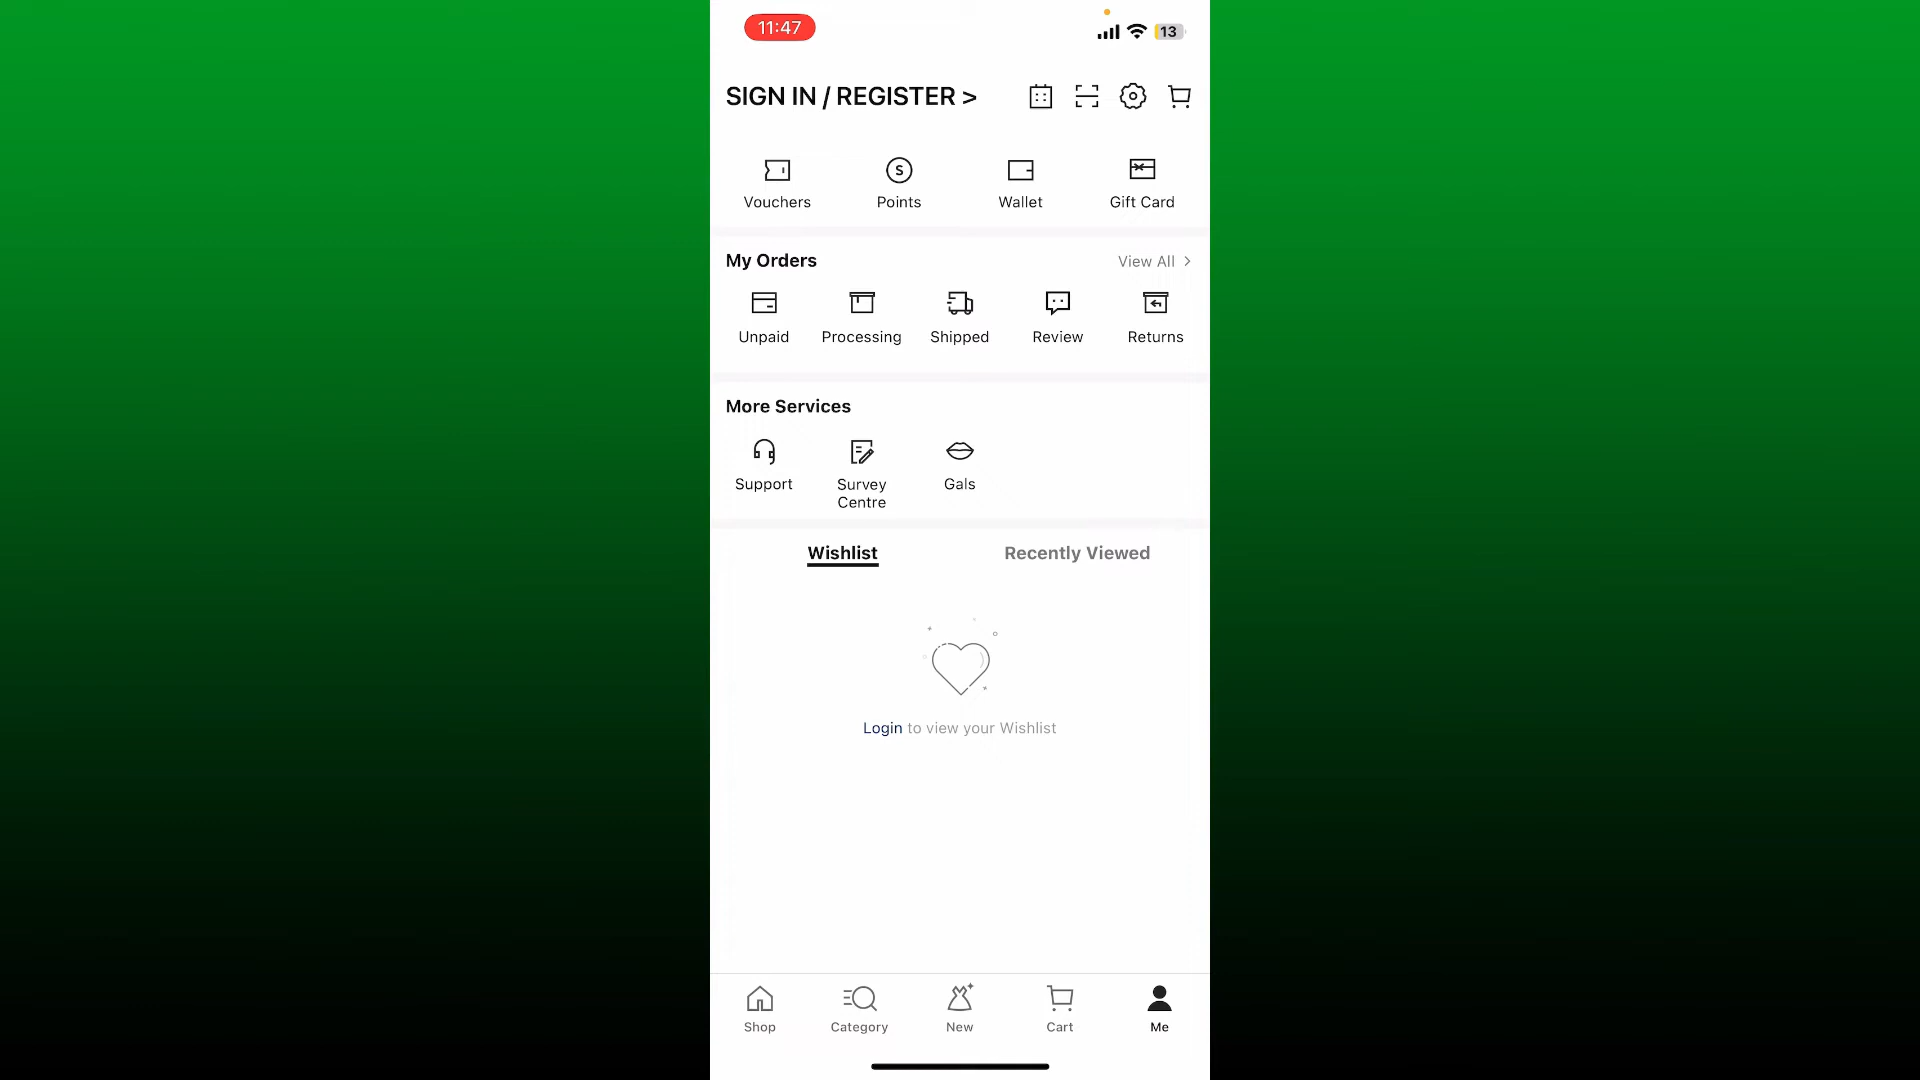 11:47
13
SIGN IN / REGISTER >
Vouchers
Points
Wallet
Gift Card
My Orders
View All >
Unpaid
Processing
Shipped
Review
Returns
More Services
Support
Survey
Centre
Gals
Wishlist
Recently Viewed
Login to view your Wishlist
Shop
Category
New
Cart
Me